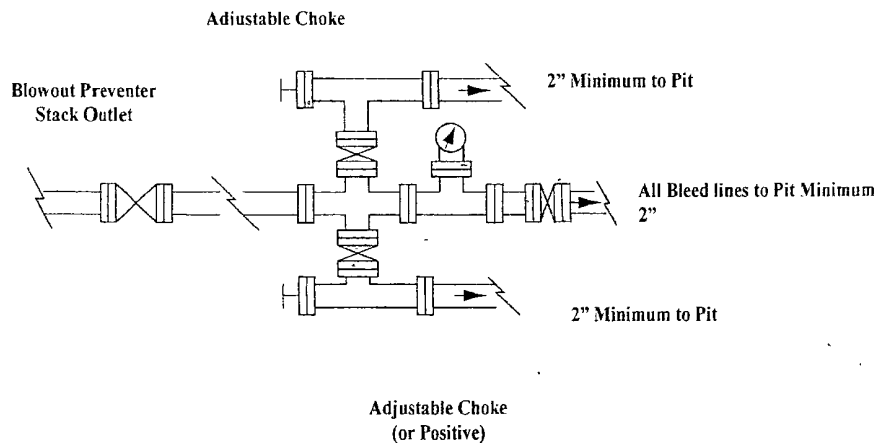 Adjustable Choke
2” Minimum to Pit
Blowout Preventer
Stack Outlet
All Bleed lines to Pit Minimum
2”
2” Minimum to Pit
Adjustable Choke
(or Positive)